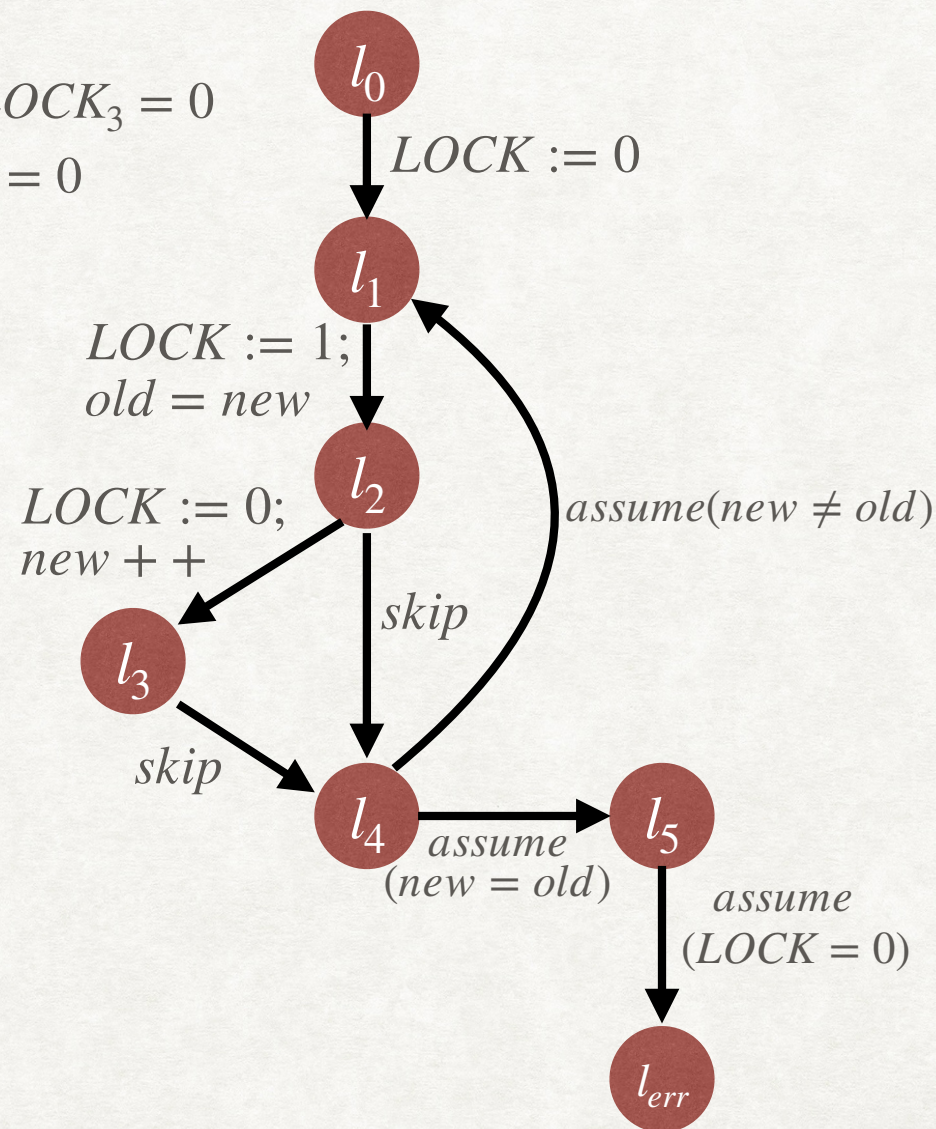 l₀
OCK₃ = 0
LOCK := 0
= 0
l₁
LOCK := 1;
old = new
l₂
LOCK := 0;
new + +
assume(new ≠ old)
skip
l₃
skip
l₄
l₅
assume
(new = old)
assume
(LOCK = 0)
lₑᵣᵣ